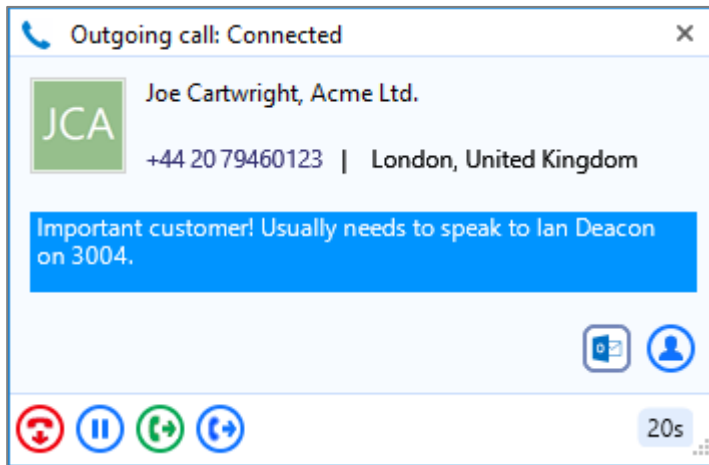 Outgoing call: Connected
JCA
Joe Cartwright, Acme Ltd.
+44 20 79460123 | London, United Kingdom
Important customer! Usually needs to speak to Ian Deacon
on 3004.
20s